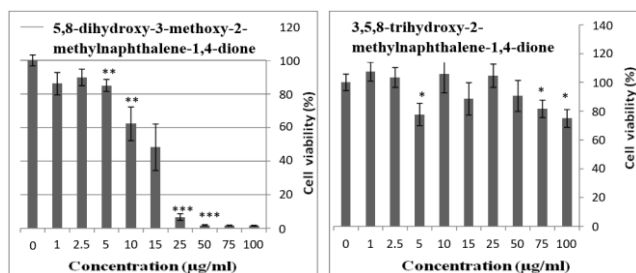 5,8-dihydroxy-3-methoxy-2-
methylnaphthalene-1,4-dione
120
100
80
60
40
20
0
Cell viability (%)
**
**
***
***
0 1 2.5 5 10 15 25 50 75 100
Concentration (µg/ml)
3,5,8-trihydroxy-2-
methylnaphthalene-1,4-dione
140
120
100
80
60
40
20
0
Cell viability (%)
*
*
*
0 1 2.5 5 10 15 25 50 75 100
Concentration (µg/ml)